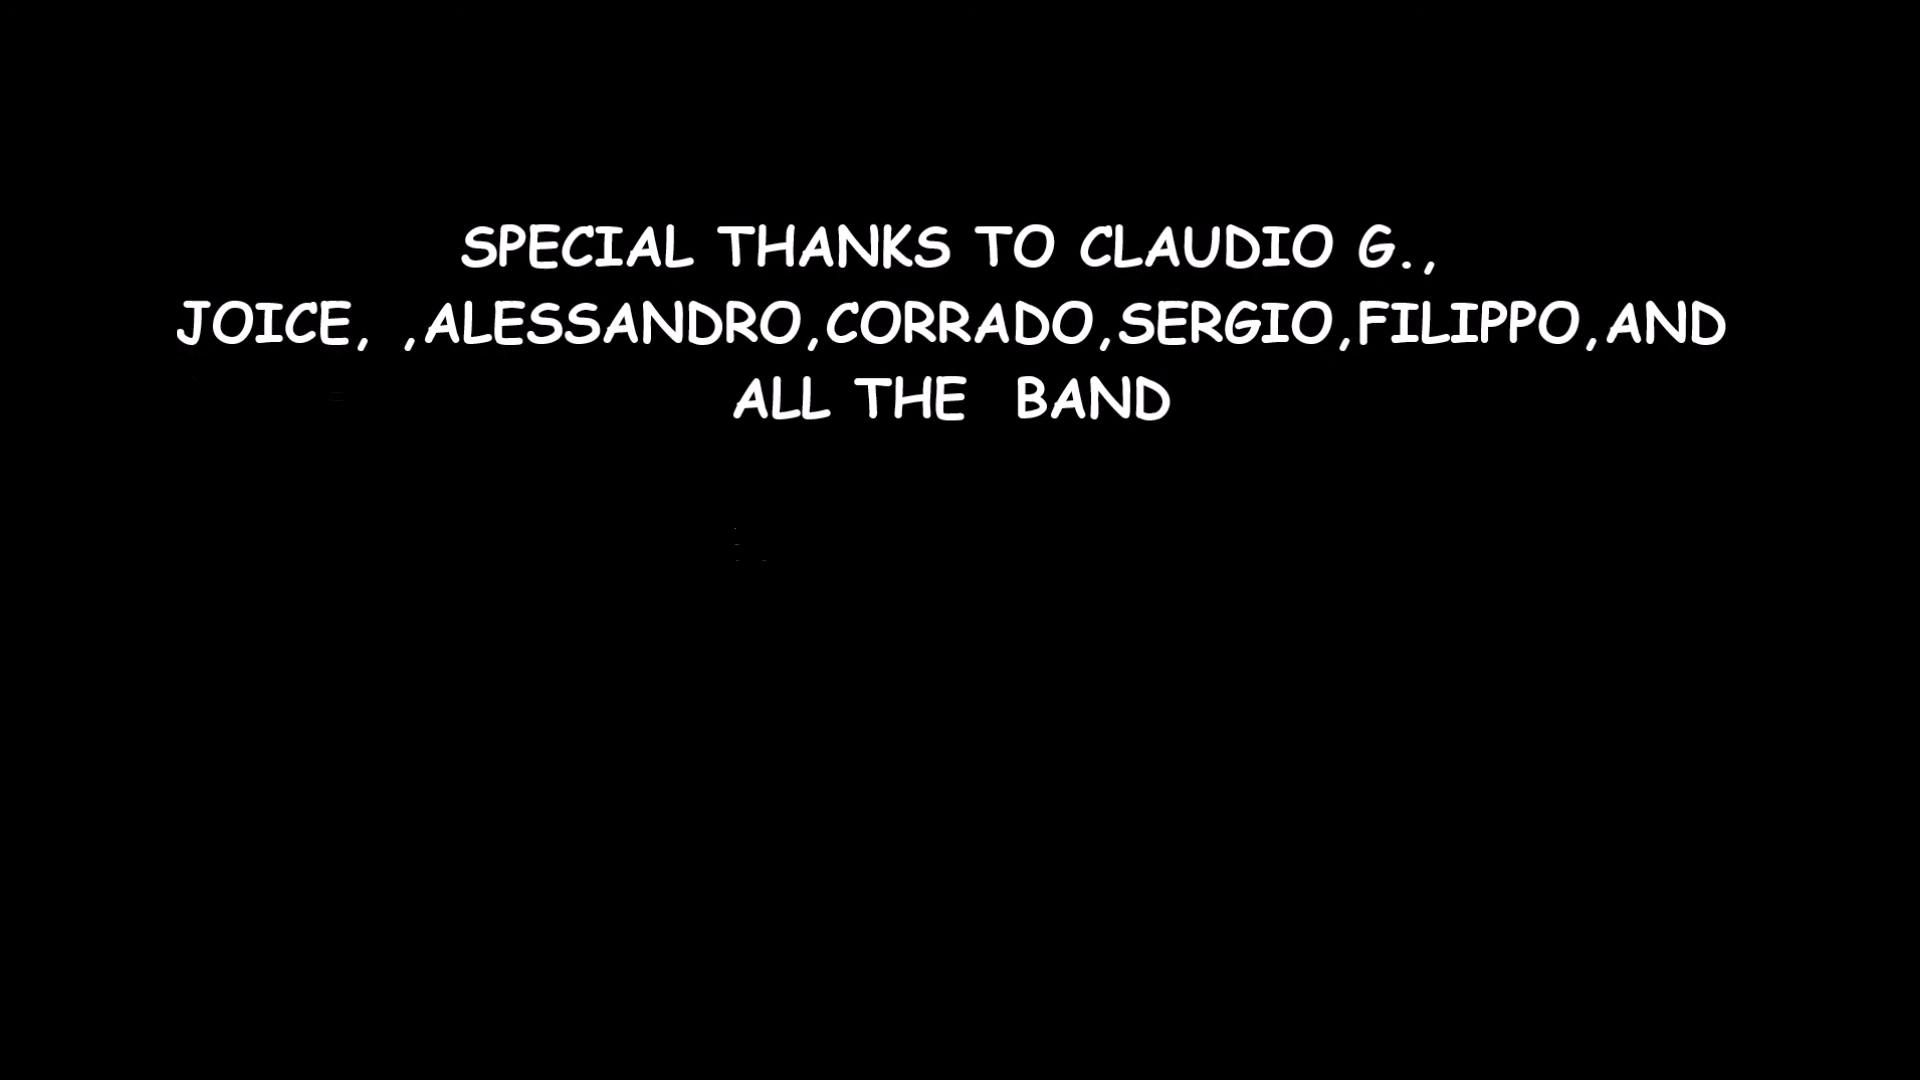 SPECIAL THANKS TO CLAUDIO G.,
JOICE, ,ALESSANDRO,CORRADO,SERGIO,FILIPPO,AND
ALL THE  BAND